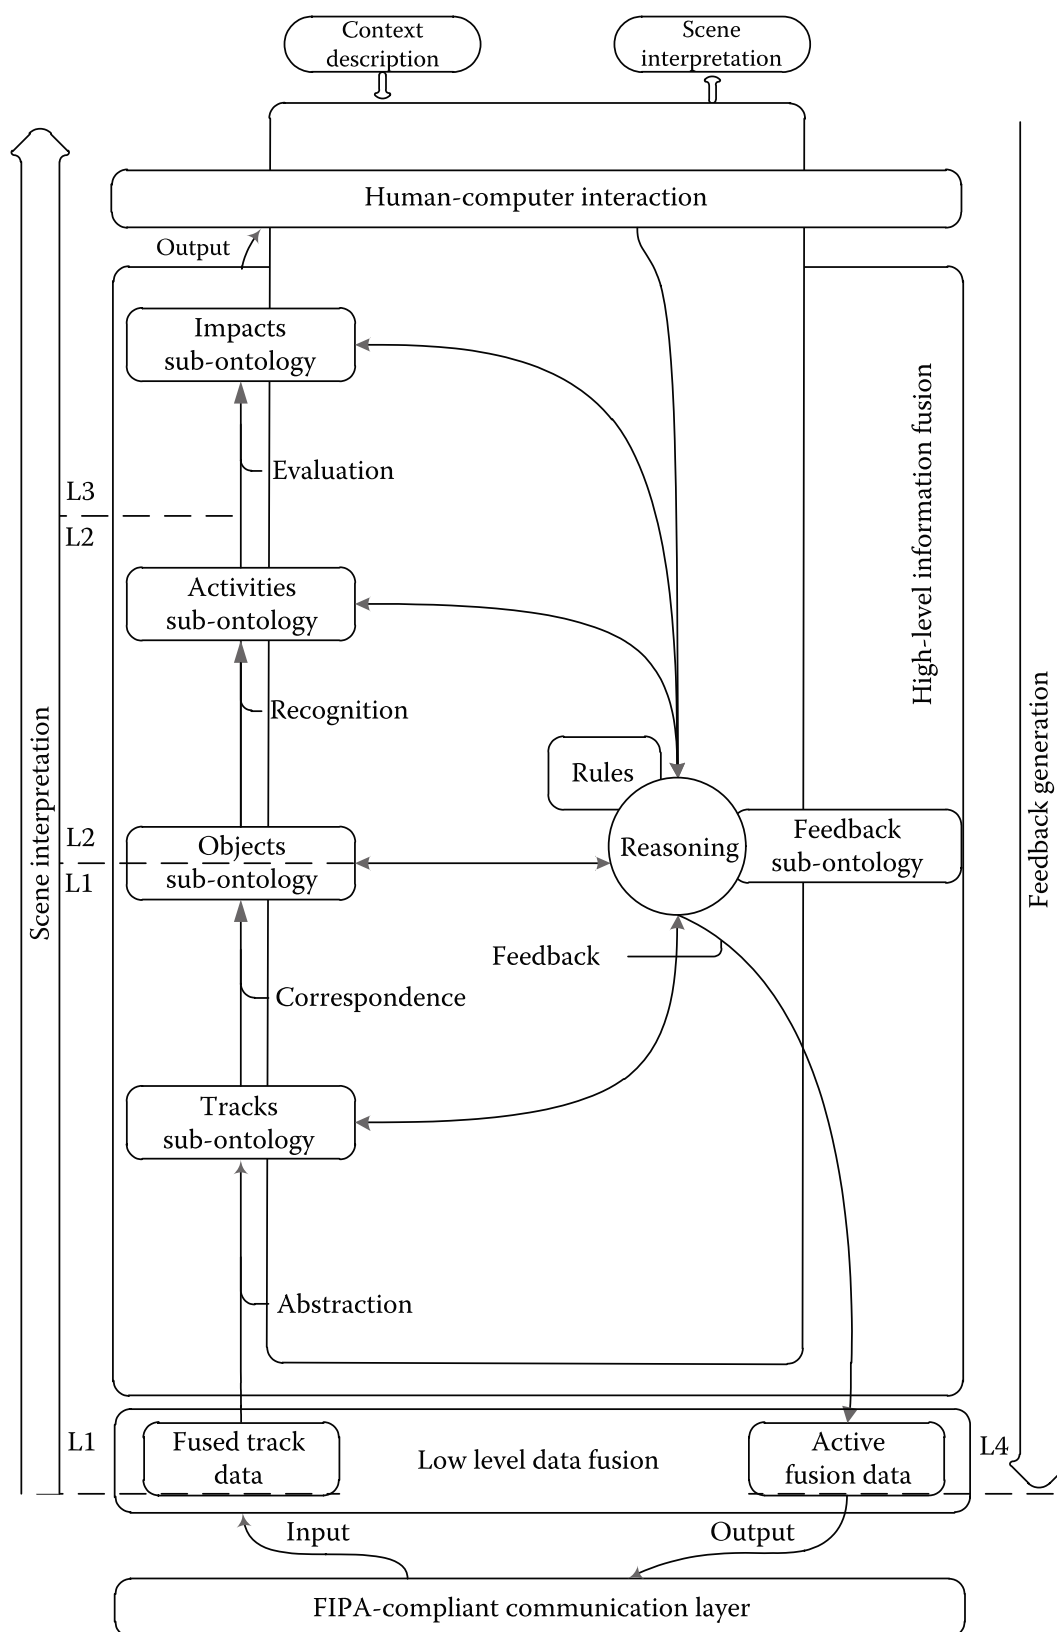 Context
description
Scene
interpretation
Human-computer interaction
Output
Impacts
sub-ontology
High-level information fusion
Evaluation
L3
L2
Activities
sub-ontology
Recognition
Scene interpretation
Feedback generation
Rules
Reasoning
Feedback
sub-ontology
L2
L1
Objects
sub-ontology
Feedback
Correspondence
Tracks
sub-ontology
Abstraction
L1
Fused track
data
Low level data fusion
Active
fusion data
L4
Input
Output
FIPA-compliant communication layer